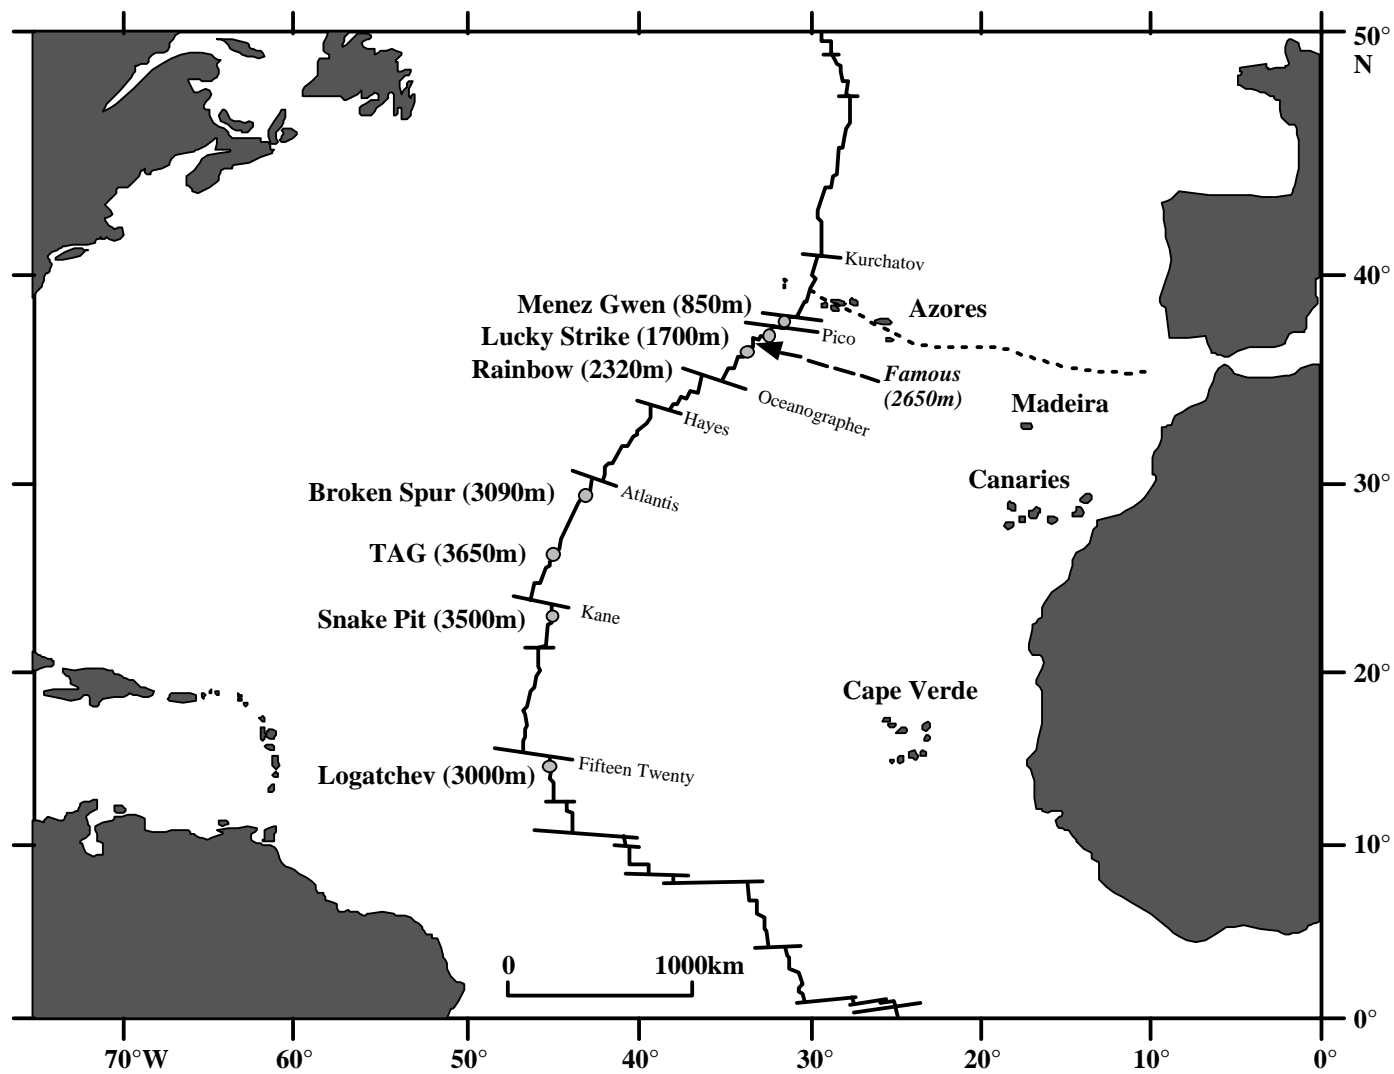 50°
N
Kurchatov
40°
Menez Gwen (850m)
Azores
Lucky Strike (1700m)
Pico
Rainbow (2320m)
Famous
(2650m)
Oceanographer
Madeira
Hayes
Canaries
30°
Broken Spur (3090m)
Atlantis
TAG (3650m)
Kane
Snake Pit (3500m)
20°
Cape Verde
Fifteen Twenty
Logatchev (3000m)
10°
0 1000km
0°
70°W 60° 50° 40° 30° 20° 10° 0°